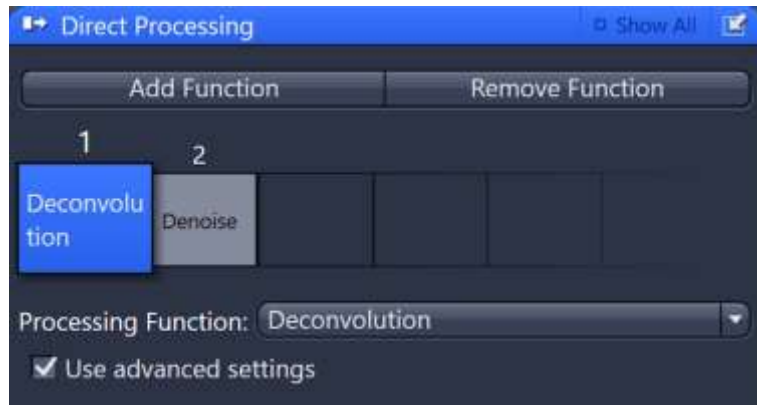 Direct Processing
Show All
Add Function
Remove Function
1
2
Deconvolu
tion
Denoise
Processing Function: Deconvolution
Use advanced settings